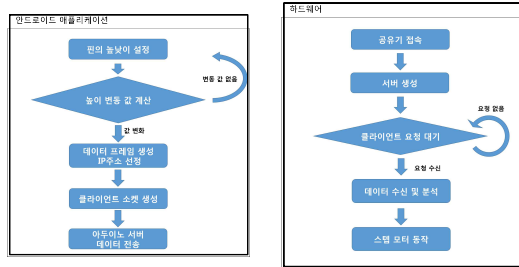 안드로이드 애플리케이션
핀의 높낮이 설정
변동 값 없음
높이 변동 값 계산
값 변화
데이터 프레임 생성
IP주소 선정
클라이언트 소켓 생성
아두이노 서버
데이터 전송
하드웨어
공유기 접속
서버 생성
요청 없음
클라이언트 요청 대기
요청 수신
데이터 수신 및 분석
스텝 모터 동작